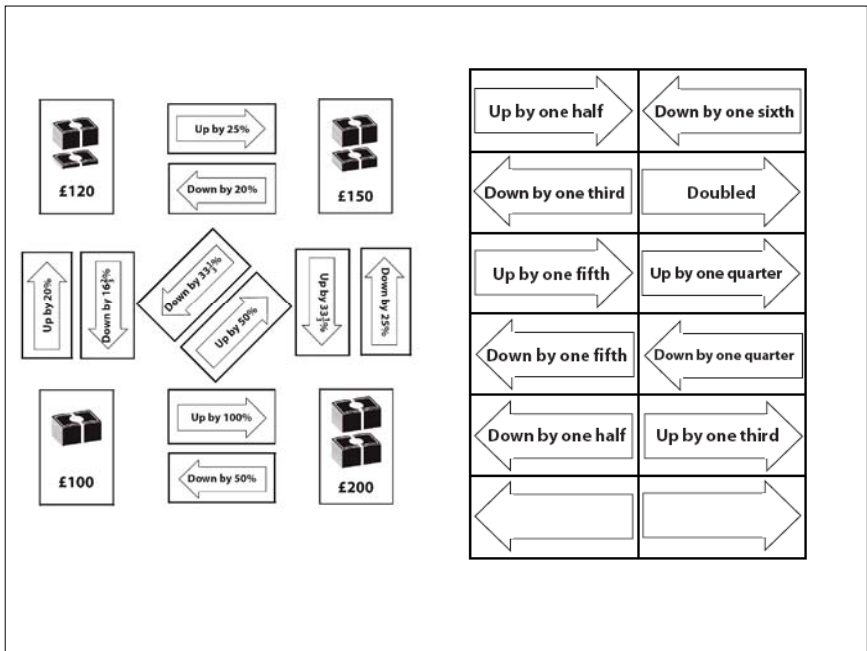 Up by 25%
Down by 20%
£120
£150
Up by 20%
Down by 16⅔%
Down by 33⅓%
Up by 50%
Up by 33⅓%
Down by 25%
Up by 100%
Down by 50%
£100
£200
Up by one half
Down by one sixth
Down by one third
Doubled
Up by one fifth
Up by one quarter
Down by one fifth
Down by one quarter
Down by one half
Up by one third